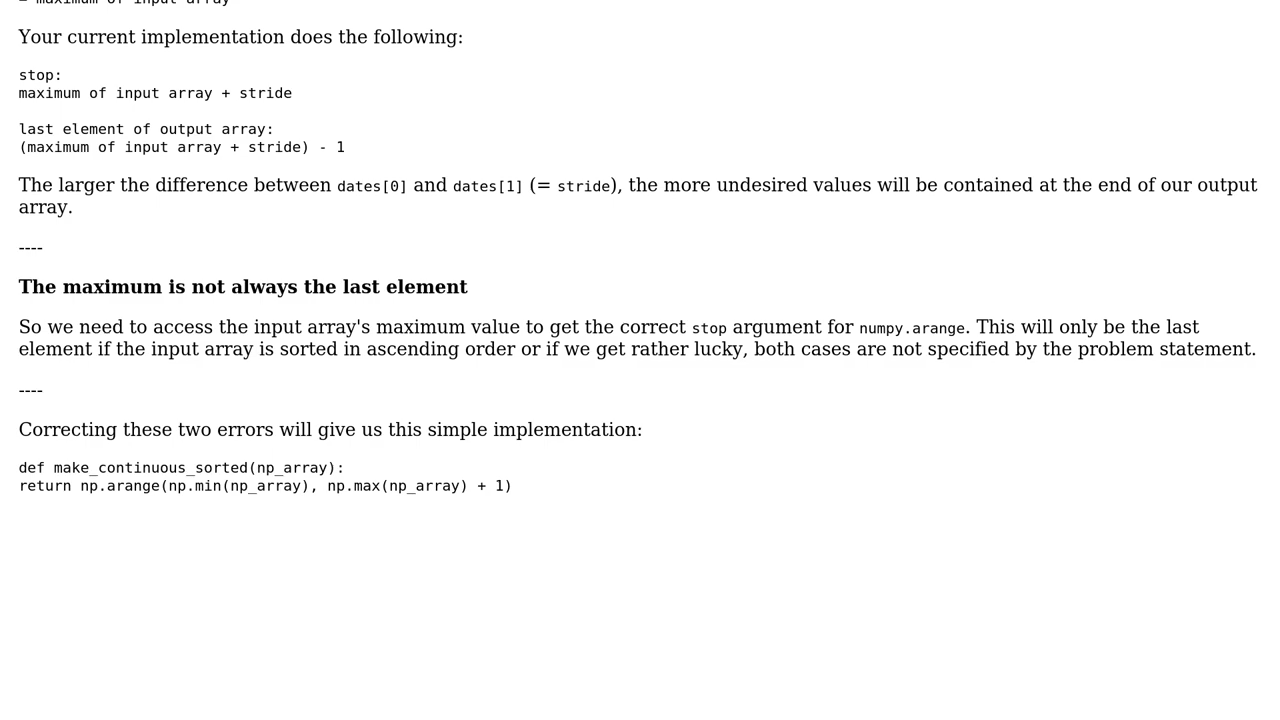 = maximum of input array
Your current implementation does the following:
stop:
maximum of input array + stride
last element of output array:
(maximum of input array + stride) - 1
The larger the difference between dates[0] and dates[1] (= stride), the more undesired values will be contained at the end of our output
array.
----
The maximum is not always the last element
So we need to access the input array's maximum value to get the correct stop argument for numpy.arange. This will only be the last
element if the input array is sorted in ascending order or if we get rather lucky, both cases are not specified by the problem statement.
----
Correcting these two errors will give us this simple implementation:
def make_continuous_sorted(np_array):
return np.arange(np.min(np_array), np.max(np_array) + 1)